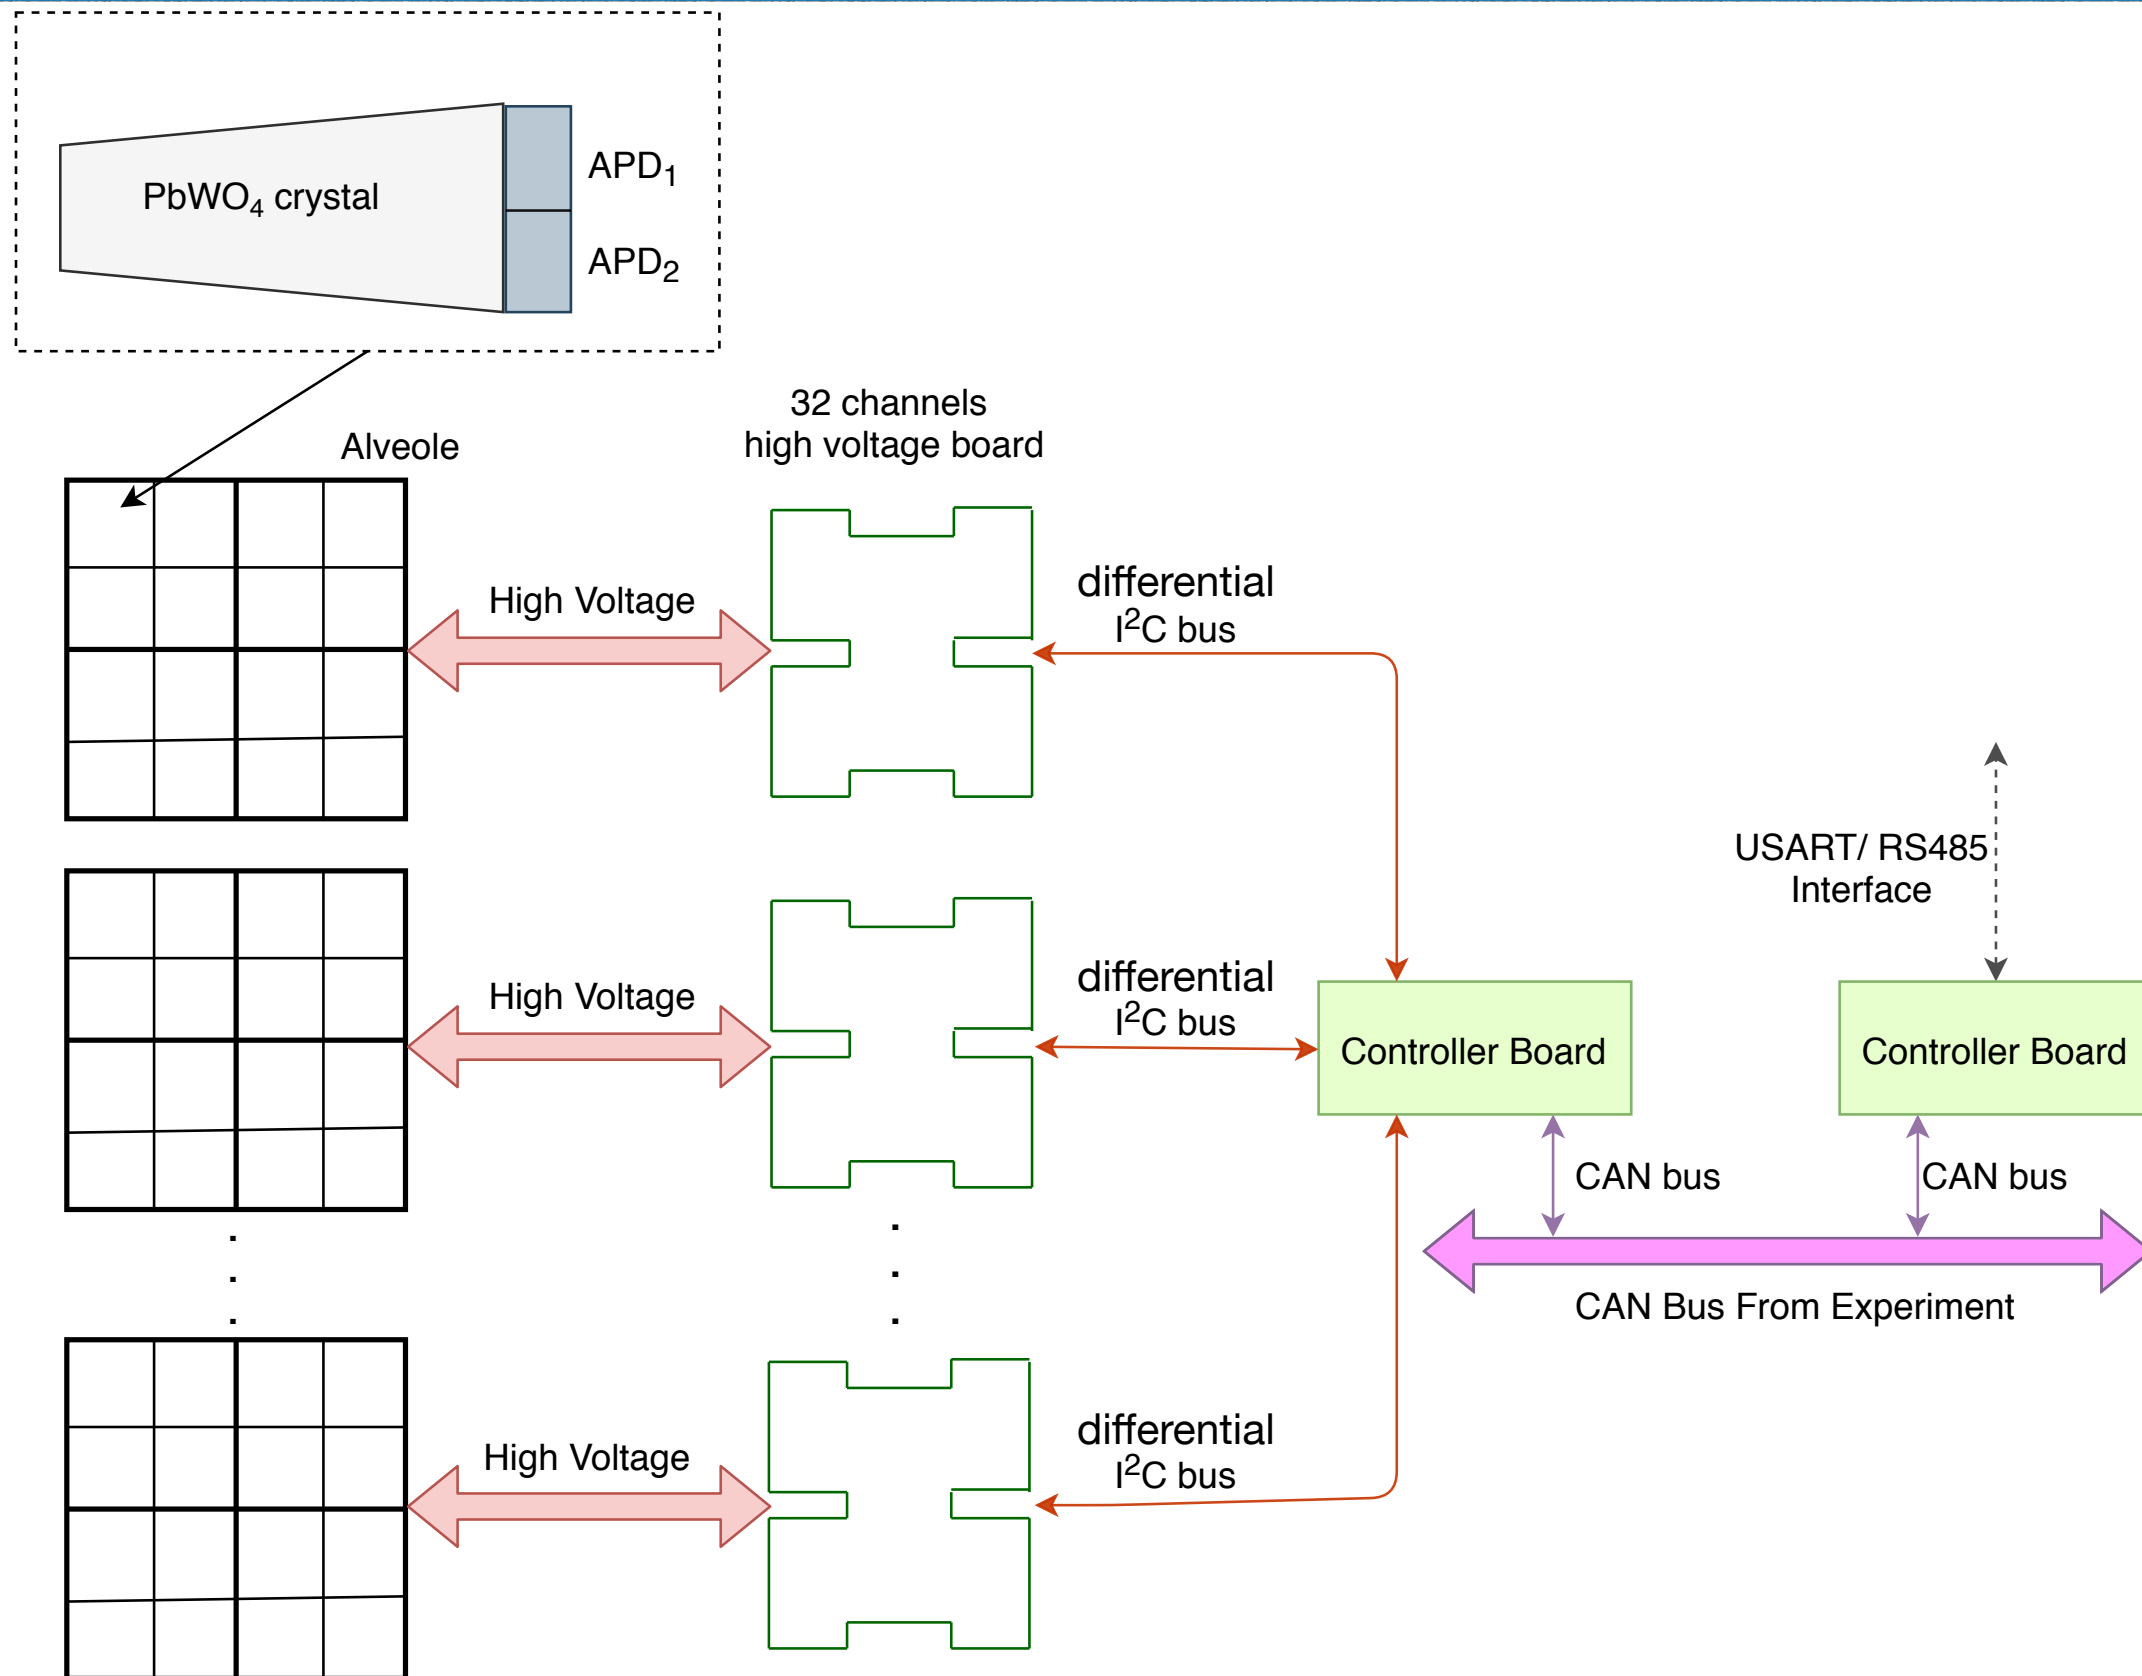 PbWO₄ crystal
APD₁
APD₂
Alveole
32 channels
high voltage board
High Voltage
differential
I²C bus
USART/ RS485
Interface
High Voltage
differential
I²C bus
Controller Board
Controller Board
CAN bus
CAN bus
.
.
.
.
.
.
CAN Bus From Experiment
High Voltage
differential
I²C bus